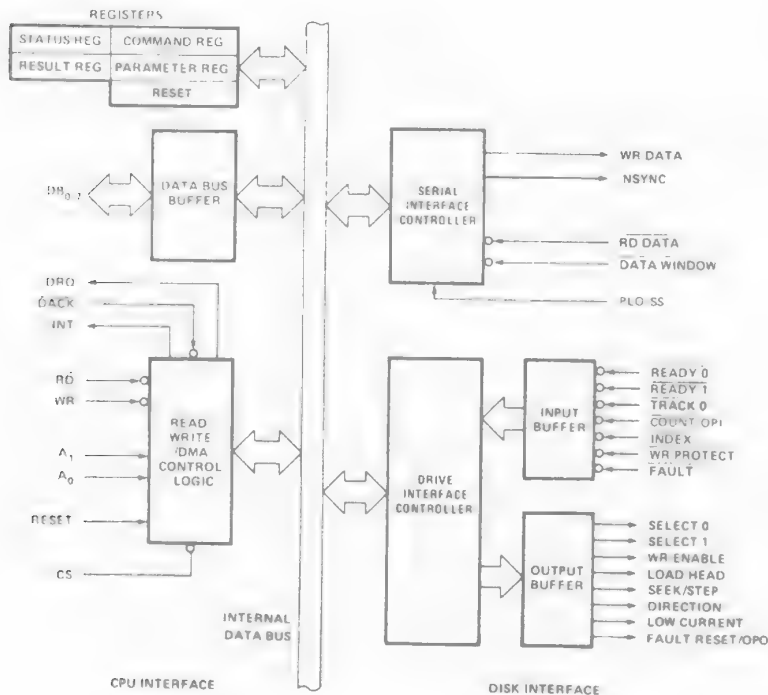 REGISTERS
STATUS REG
COMMAND REG
RESULT REG
PARAMETER REG
RESET
DB0-7
DATA BUS
BUFFER
SERIAL
INTERFACE
CONTROLLER
WR DATA
NSYNC
RD DATA
DATA WINDOW
PLO SS
DRQ
DACK
INT
RD
WR
A1
A0
RESET
CS
READ
WRITE
/DMA
CONTROL
LOGIC
INTERNAL
DATA BUS
DRIVE
INTERFACE
CONTROLLER
INPUT
BUFFER
READY 0
READY 1
TRACK 0
COUNT OPI
INDEX
WR PROTECT
FAULT
OUTPUT
BUFFER
SELECT 0
SELECT 1
WR ENABLE
LOAD HEAD
SEEK/STEP
DIRECTION
LOW CURRENT
FAULT RESET/OPO
CPU INTERFACE
DISK INTERFACE